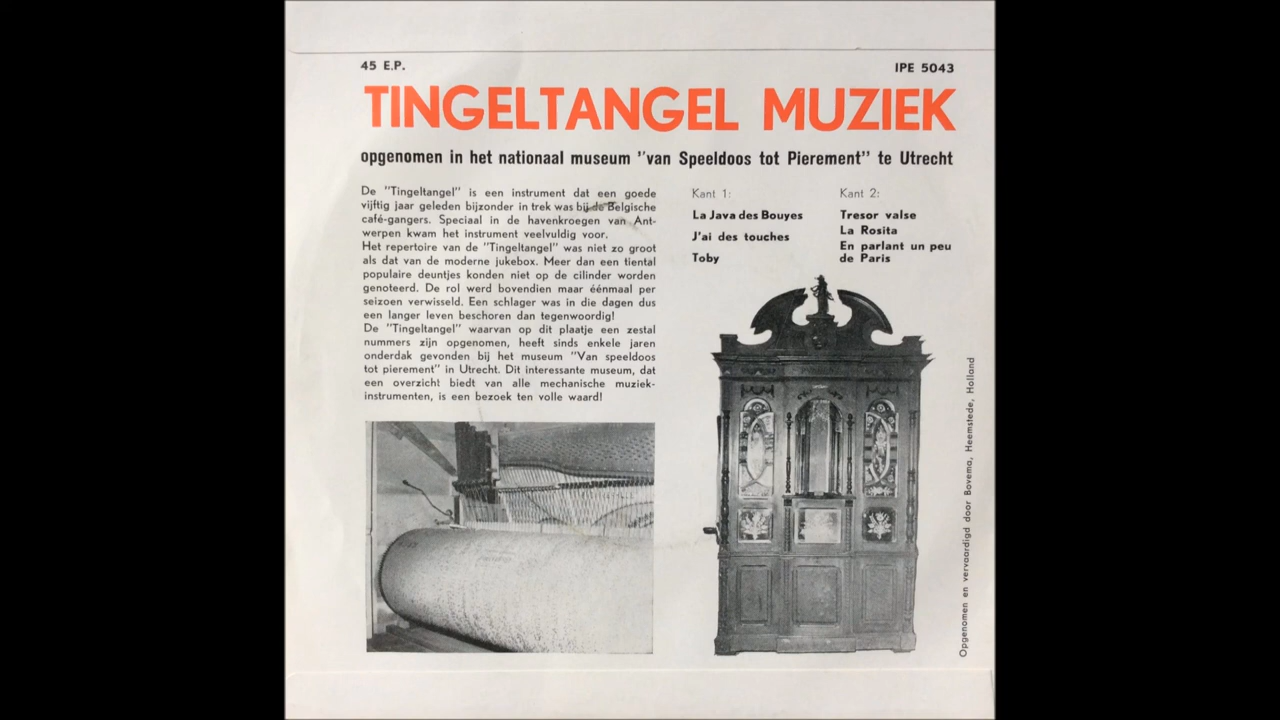 45 E.P.
IPE 5043
TINGELTANGEL MUZIEK
opgenomen in het nationaal museum "van Speeldoos tot Pierement" te Utrecht
De "Tingeltangel" is een instrument dat een goede
vijftig jaar geleden bijzonder in trek was bij de Belgische
café-gangers. Speciaal in de havenkroegen van Ant-
werpen kwam het instrument veelvuldig voor.
Het repertoire van de "Tingeltangel" was niet zo groot
als dat van de moderne jukebox. Meer dan een tiental
populaire deuntjes konden niet op de cilinder worden
genoteerd. De rol werd bovendien maar éénmaal per
seizoen verwisseld. Een schlager was in die dagen dus
een langer leven beschoren dan tegenwoordig!
De "Tingeltangel" waarvan op dit plaatje een zestal
nummers zijn opgenomen, heeft sinds enkele jaren
onderdak gevonden bij het museum "Van speeldoos
tot pierement" in Utrecht. Dit interessante museum, dat
een overzicht biedt van alle mechanische muziek-
instrumenten, is een bezoek ten volle waard!
Kant 1:
La Java des Bouyes
J'ai des touches
Toby
Kant 2:
Tresor valse
La Rosita
En parlant un peu
de Paris
Opgenomen en vervaardigd door Bovema, Heemstede, Holland